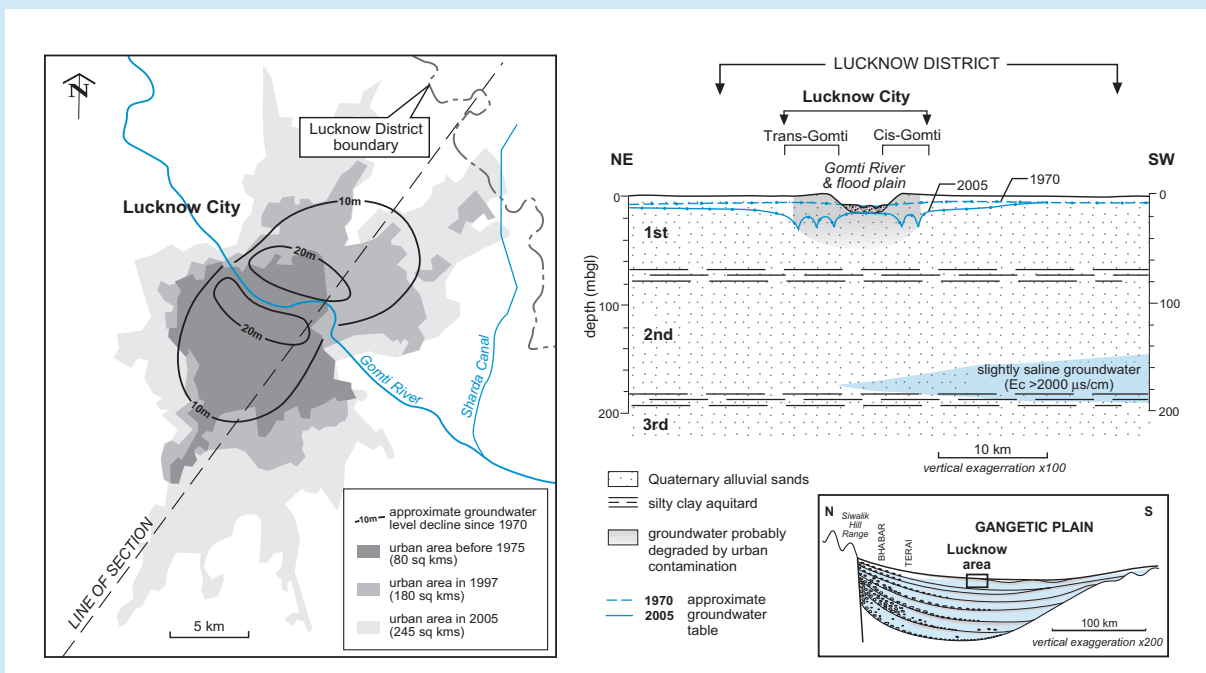 N
Lucknow District
boundary
Lucknow City
10m
20m
20m
10m
Gomti River
Sharda Canal
LINE OF SECTION
5 km
10m
approximate groundwater
level decline since 1970
urban area before 1975
(80 sq kms)
urban area in 1997
(180 sq kms)
urban area in 2005
(245 sq kms)
LUCKNOW DISTRICT
Lucknow City
Trans-Gomti
Cis-Gomti
NE
SW
Gomti River
& flood plain
2005
1970
0
100
200
depth (mbgl)
0
100
200
1st
2nd
3rd
slightly saline groundwater
(Ec >2000 µs/cm)
10 km
vertical exagerration x100
Quaternary alluvial sands
silty clay aquitard
groundwater probably
degraded by urban
contamination
1970 approximate
2005 groundwater
table
N
S
Siwalik
Hill
Range
BHABAR
TERAI
GANGETIC PLAIN
Lucknow
area
100 km
vertical exagerration x200